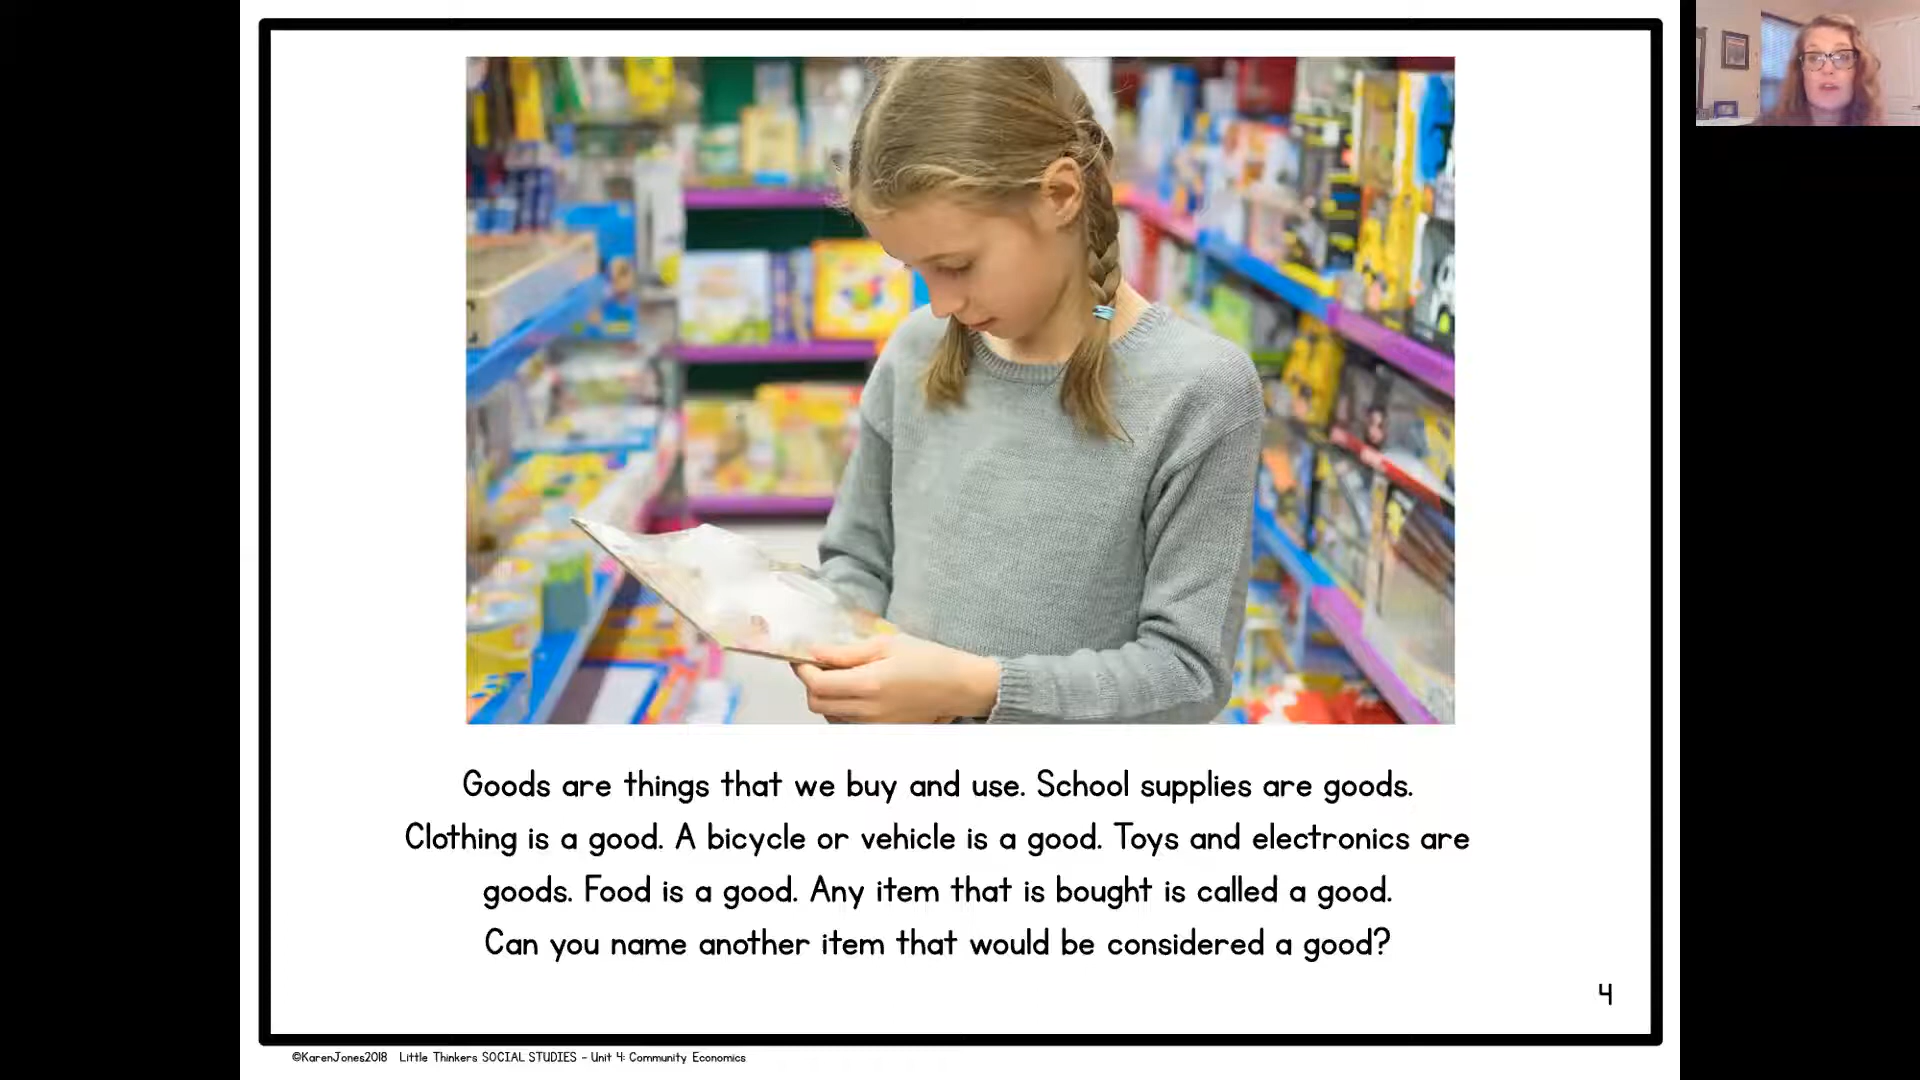 Goods are things that we buy and use. School supplies are goods.
Clothing is a good. A bicycle or vehicle is a good. Toys and electronics are
goods. Food is a good. Any item that is bought is called a good.
Can you name another item that would be considered a good?
4
©KarenJones2018 Little Thinkers SOCIAL STUDIES - Unit 4: Community Economics